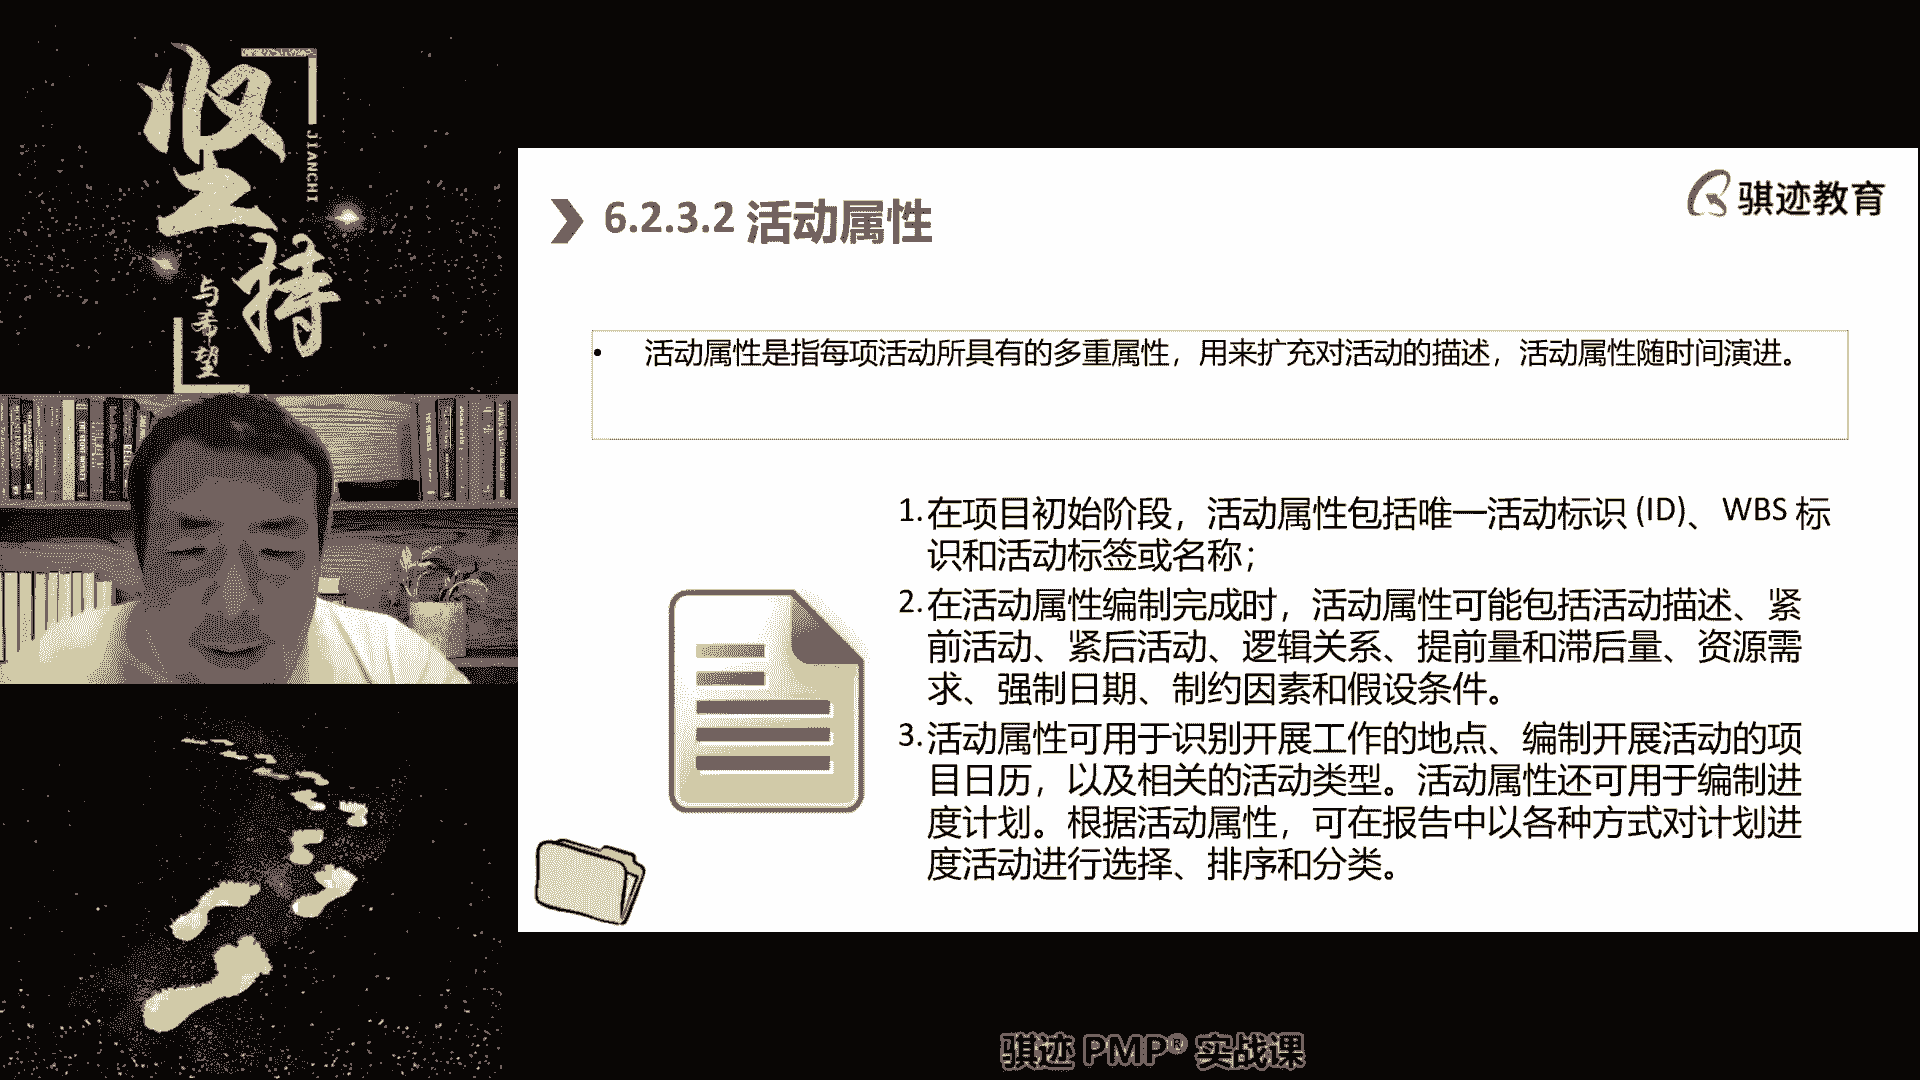 坚持
JIANCHI
与希望
骐迹教育
6.2.3.2 活动属性
• 活动属性是指每项活动所具有的多重属性，用来扩充对活动的描述，活动属性随时间演进。
1.在项目初始阶段，活动属性包括唯一活动标识 (ID)、WBS 标
识和活动标签或名称；
2.在活动属性编制完成时，活动属性可能包括活动描述、紧
前活动、紧后活动、逻辑关系、提前量和滞后量、资源需
求、强制日期、制约因素和假设条件。
3.活动属性可用于识别开展工作的地点、编制开展活动的项
目日历，以及相关的活动类型。活动属性还可用于编制进
度计划。根据活动属性，可在报告中以各种方式对计划进
度活动进行选择、排序和分类。
骐迹 PMP® 实战课